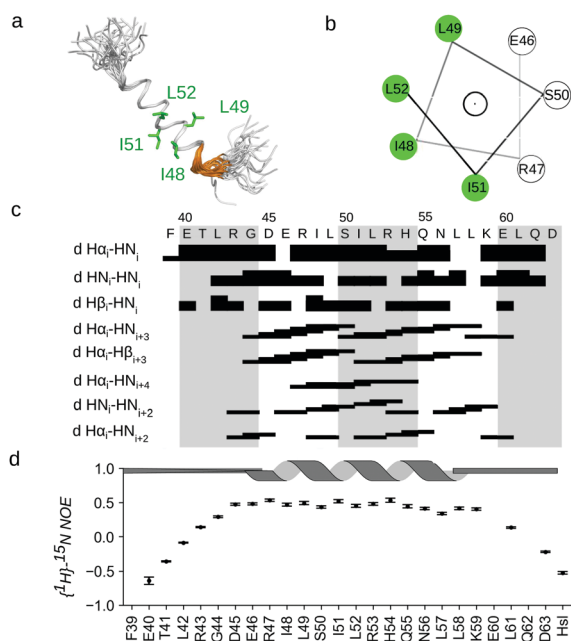 a
L52
L49
I51
I48
b
L49
E46
L52
S50
I48
R47
I51
c
40 45 50 55 60
F E T L R G D E R I L S I L R H Q N L L K E L Q D
d Hαᵢ-HNᵢ
d HNᵢ-HNᵢ
d Hβᵢ-HNᵢ
d Hαᵢ-HNᵢ₊₃
d Hαᵢ-Hβᵢ₊₃
d Hαᵢ-HNᵢ₊₄
d HNᵢ-HNᵢ₊₂
d Hαᵢ-HNᵢ₊₂
d
1.0
0.5
0.0
−0.5
−1.0
{¹H}-¹⁵N NOE
F39 E40 T41 L42 R43 G44 D45 E46 R47 I48 L49 S50 I51 L52 R53 H54 Q55 N56 L57 L58 K59 E60 L61 Q62 D63 Hsl